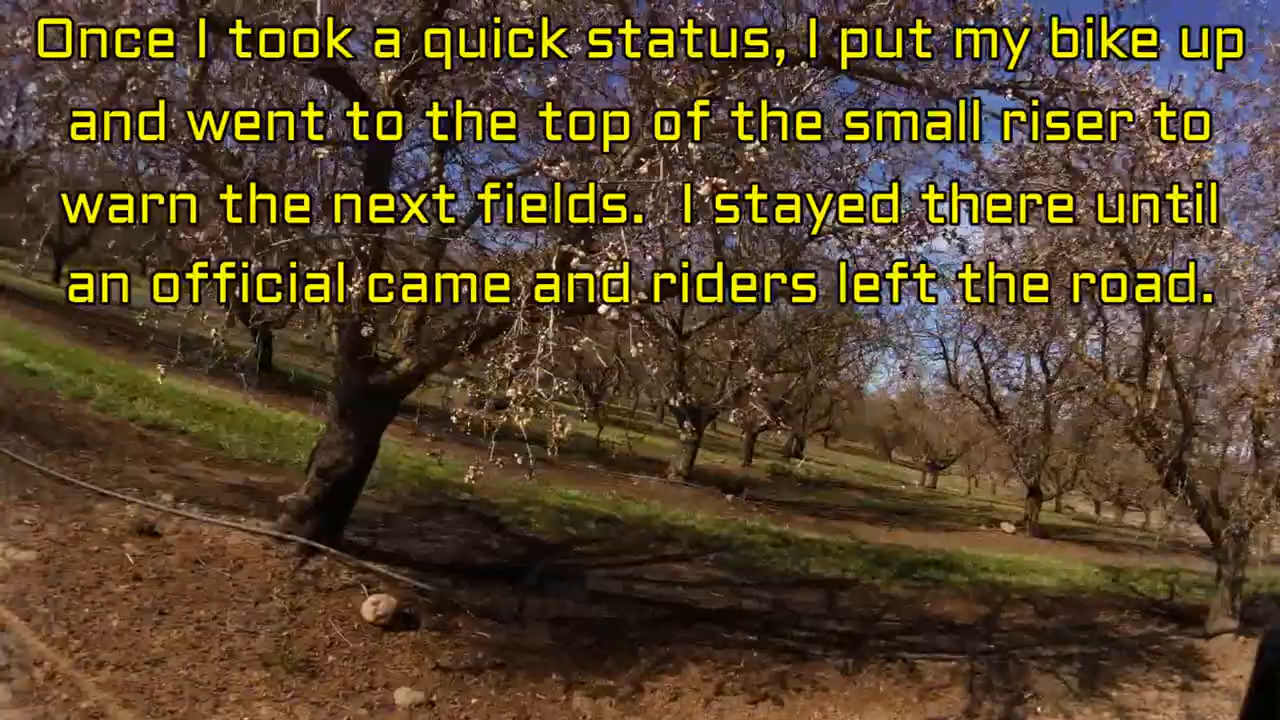 Once I took a quick status, I put my bike up
and went to the top of the small riser to
warn the next fields.  I stayed there until
an official came and riders left the road.